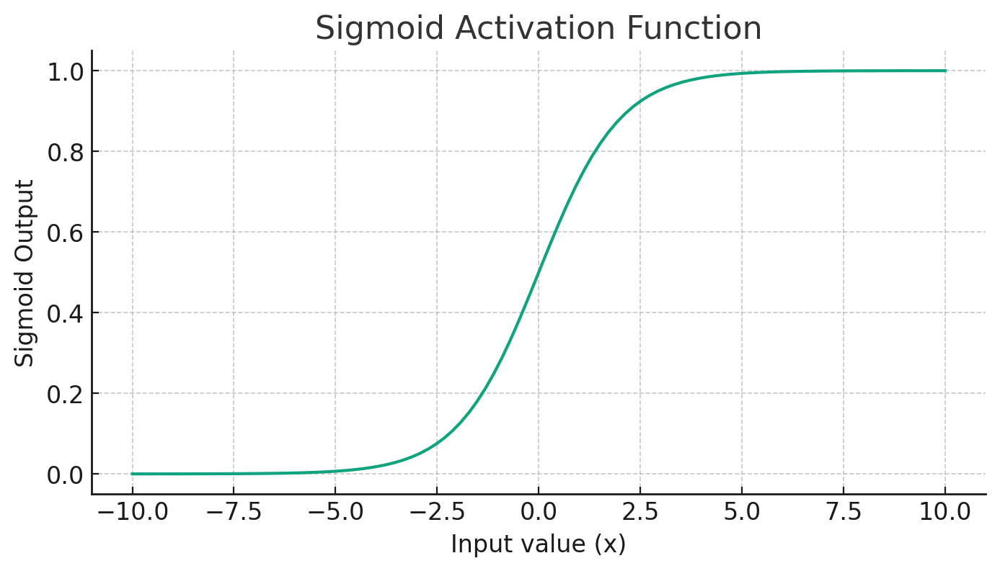 Sigmoid Activation Function
1.0
0.8
0.6
0.4
0.2
0.0
Sigmoid Output
−10.0 −7.5 −5.0 −2.5 0.0 2.5 5.0 7.5 10.0
Input value (x)